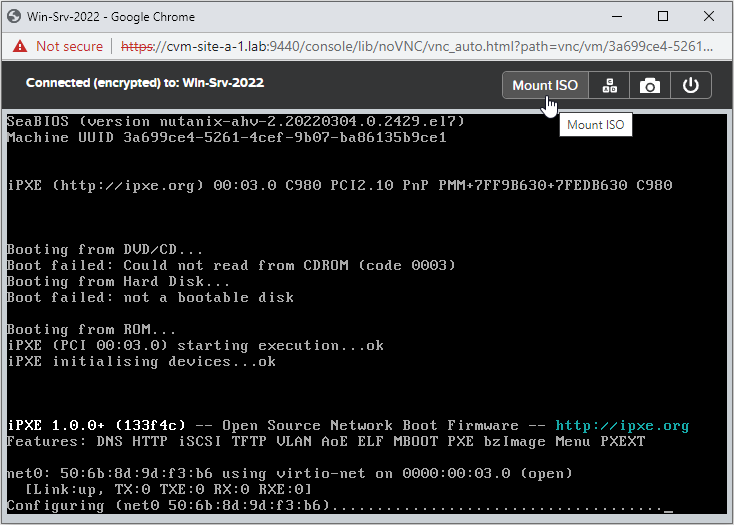 Win-Srv-2022 - Google Chrome
Not secure https://cvm-site-a-1.lab:9440/console/lib/noVNC/vnc_auto.html?path=vnc/vm/3a699ce4-5261...
Connected (encrypted) to: Win-Srv-2022
Mount ISO
C A D
Mount ISO
SeaBIOS (version nutanix-ahv-2.20220304.0.2429.el7)
Machine UUID 3a699ce4-5261-4cef-9b07-ba86135b9ce1
iPXE (http://ipxe.org) 00:03.0 C980 PCI2.10 PnP PMM+7FF9B630+7FEDB630 C980
Booting from DVD/CD...
Boot failed: Could not read from CDROM (code 0003)
Booting from Hard Disk...
Boot failed: not a bootable disk
Booting from ROM...
iPXE (PCI 00:03.0) starting execution...ok
iPXE initialising devices...ok
iPXE 1.0.0+ (133f4c) -- Open Source Network Boot Firmware -- http://ipxe.org
Features: DNS HTTP iSCSI TFTP VLAN AoE ELF MBOOT PXE bzImage Menu PXEXT
net0: 50:6b:8d:9d:f3:b6 using virtio-net on 0000:00:03.0 (open)
[Link:up, TX:0 TXE:0 RX:0 RXE:0]
Configuring (net0 50:6b:8d:9d:f3:b6)....................................._